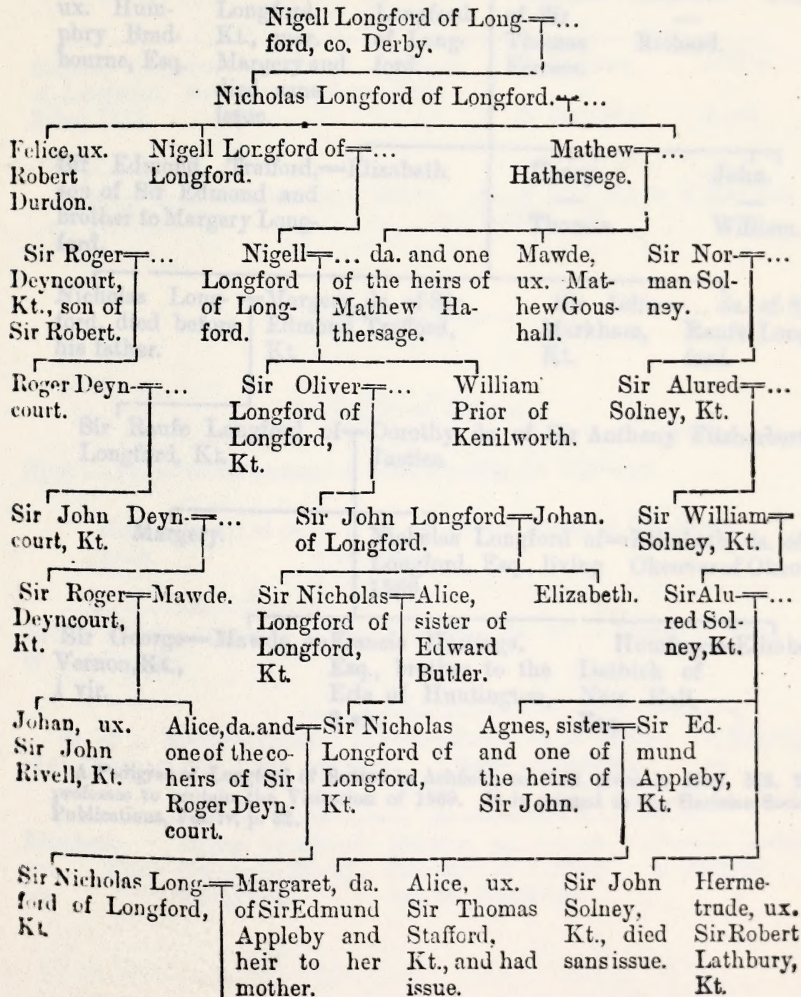 Nigell Longford of Long-
ford, co. Derby.
=...
Nicholas Longford of Longford.=...
Felice, ux.
Robert
Durdon.
Nigell Longford of
Longford.
=...
Mathew
Hathersege.
=...
Sir Roger
Deyncourt,
Kt., son of
Sir Robert.
=...
Nigell
Longford
of Long-
ford.
=... da. and one
of the heirs of
Mathew Ha-
thersage.
Mawde,
ux. Mat-
hew Gous-
hall.
Sir Nor-
man Sol-
ney.
=...
Roger Deyn-
court.
=...
Sir Oliver
Longford of
Longford,
Kt.
=...
William
Prior of
Kenilworth.
Sir Alured
Solney, Kt.
=...
Sir John Deyn-
court, Kt.
=...
Sir John Longford=Johan.
of Longford.
Sir William=
Solney, Kt.
Sir Roger=Mawde.
Deyncourt,
Kt.
Sir Nicholas
Longford of
Longford,
Kt.
=Alice,
sister of
Edward
Butler.
Elizabeth.
Sir Alu-
red Sol-
ney, Kt.
=...
Johan, ux.
Sir John
Rivell, Kt.
Alice, da. and
one of the co-
heirs of Sir
Roger Deyn-
court.
=Sir Nicholas
Longford of
Longford,
Kt.
Agnes, sister
and one of
the heirs of
Sir John.
=Sir Ed-
mund
Appleby,
Kt.
Sir Nicholas Long-
ford of Longford,
Kt.
=Margaret, da.
of Sir Edmund
Appleby and
heir to her
mother.
Alice, ux.
Sir Thomas
Stafford,
Kt., and had
issue.
Sir John
Solney,
Kt., died
sans issue.
Herme-
trude, ux.
Sir Robert
Lathbury,
Kt.